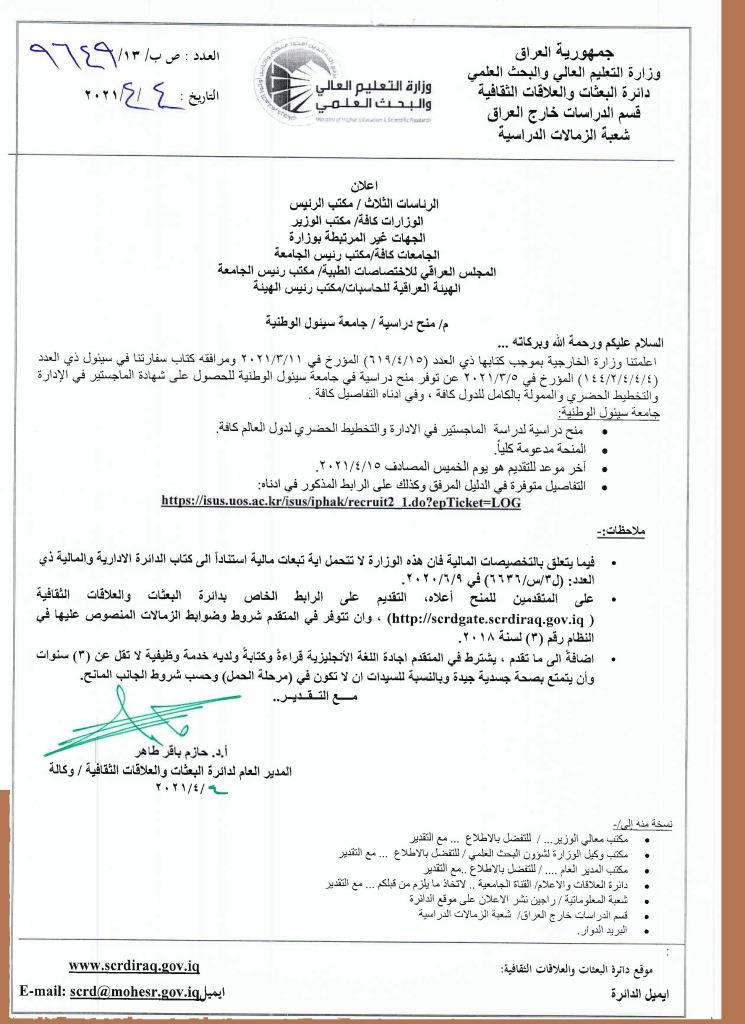 جمهورية العراق
وزارة التعليم العالي والبحث العلمي
دائرة البعثات والعلاقات الثقافية
قسم الدراسات خارج العراق
شعبة الزمالات الدراسية
وزارة التعليم العالي
والبحث العلمي
Ministry of Higher Education & Scientific Research
العدد : ص ب/ ١٣/ ٩٦٤٩
التاريخ : ٤/ ٤/ ٢٠٢١
اعلان
الرئاسات الثلاث / مكتب الرئيس
الوزارات كافة/ مكتب الوزير
الجهات غير المرتبطة بوزارة
الجامعات كافة/مكتب رئيس الجامعة
المجلس العراقي للاختصاصات الطبية/ مكتب رئيس الجامعة
الهيئة العراقية للحاسبات/مكتب رئيس الهيئة
م/ منح دراسية / جامعة سيئول الوطنية
السلام عليكم ورحمة الله وبركاته ...
اعلمتنا وزارة الخارجية بموجب كتابها ذي العدد (٦١٩/٤/١٥) المؤرخ في ٢٠٢١/٣/١١ ومرافقه كتاب سفارتنا في سيئول ذي العدد
(١٤٤/٢/٤/٤/٤) المؤرخ في ٢٠٢١/٣/٥ عن توفر منح دراسية في جامعة سيئول الوطنية للحصول على شهادة الماجستير في الإدارة
والتخطيط الحضري والممولة بالكامل للدول كافة ، وفي ادناه التفاصيل كافة .
جامعة سيئول الوطنية:
• منح دراسية لدراسة الماجستير في الادارة والتخطيط الحضري لدول العالم كافة.
• المنحة مدعومة كلياً.
• آخر موعد للتقديم هو يوم الخميس المصادف ٢٠٢١/٤/١٥.
• التفاصيل متوفرة في الدليل المرفق وكذلك على الرابط المذكور في ادناه:
https://isus.uos.ac.kr/isus/iphak/recruit2_1.do?epTicket=LOG
ملاحظات:-
• فيما يتعلق بالتخصيصات المالية فان هذه الوزارة لا تتحمل اية تبعات مالية استناداً الى كتاب الدائرة الادارية والمالية ذي
العدد: (ل/٣/س/٦٦٣٦) في ٢٠٢٠/٦/٩.
• على المتقدمين للمنح أعلاه، التقديم على الرابط الخاص بدائرة البعثات والعلاقات الثقافية
( http://scrdgate.scrdiraq.gov.iq) ، وان تتوفر في المتقدم شروط وضوابط الزمالات المنصوص عليها في
النظام رقم (٣) لسنة ٢٠١٨.
• اضافةً الى ما تقدم ، يشترط في المتقدم اجادة اللغة الأنجليزية قراءةً وكتابةً ولديه خدمة وظيفية لا تقل عن (٣) سنوات
وأن يتمتع بصحة جسدية جيدة وبالنسبة للسيدات ان لا تكون في (مرحلة الحمل) وحسب شروط الجانب المانح.
مـــع التــقــديــر..
أ.د. حازم باقر طاهر
المدير العام لدائرة البعثات والعلاقات الثقافية / وكالة
٤/ ٢٠٢١/٤
نسخة منه إلى/-
• مكتب معالي الوزير... / للتفضل بالاطلاع ... مع التقدير
• مكتب وكيل الوزارة لشؤون البحث العلمي / للتفضل بالاطلاع ... مع التقدير
• مكتب المدير العام .... / للتفضل بالاطلاع ..مع التقدير
• دائرة العلاقات والاعلام/ القناة الجامعية .. لاتخاذ ما يلزم من قبلكم ... مع التقدير
• شعبة المعلوماتية / راجين نشر الاعلان على موقع الدائرة
• قسم الدراسات خارج العراق/ شعبة الزمالات الدراسية
• البريد الدوار.
موقع دائرة البعثات والعلاقات الثقافية: www.scrdiraq.gov.iq
ايميل الدائرة ايميل E-mail: scrd@mohesr.gov.iq